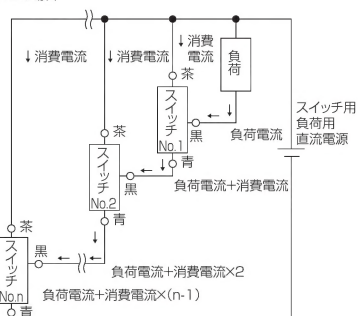 ↓消費電流
↓消費電流
↓消費
電流
負荷
茶
スイッチ
No.1
黒
負荷電流
青
スイッチ用
負荷用
直流電源
茶
スイッチ
No.2
黒
負荷電流+消費電流
青
茶
スイッチ
No.n
黒
負荷電流+消費電流×2
負荷電流+消費電流×(n-1)
青